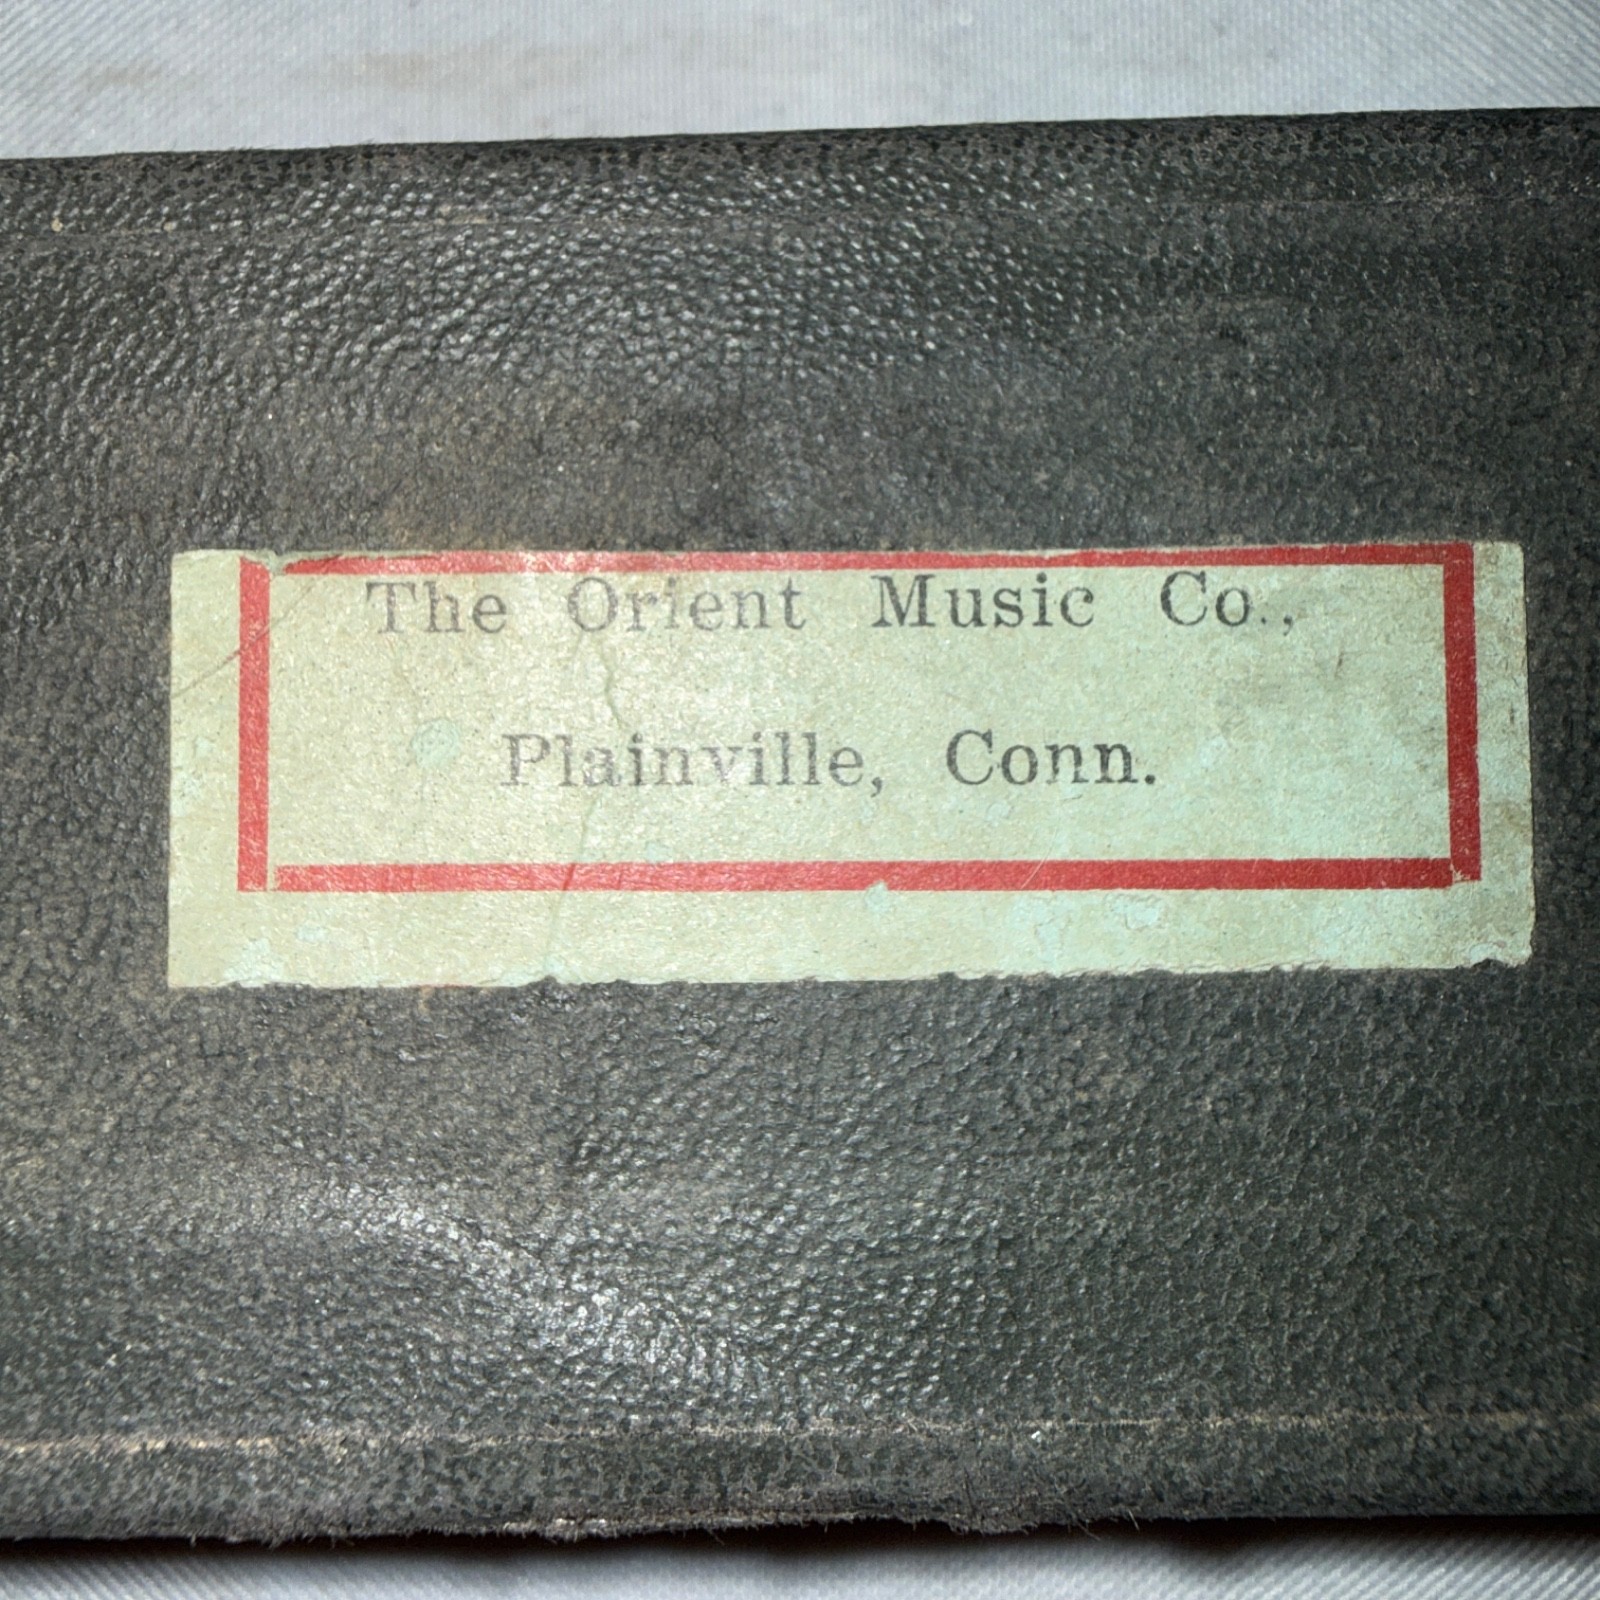 The Orient Music Co.,
Plainville, Conn.